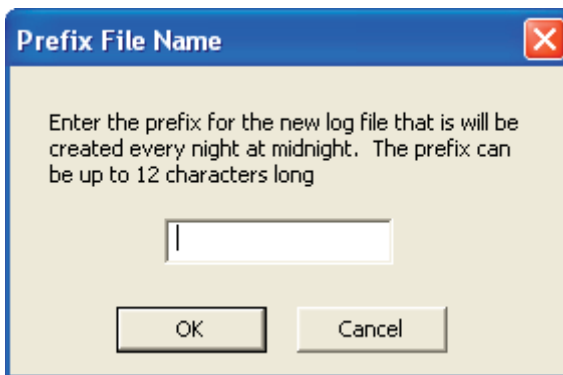 Prefix File Name
Enter the prefix for the new log file that is will be
created every night at midnight.  The prefix can
be up to 12 characters long
OK
Cancel